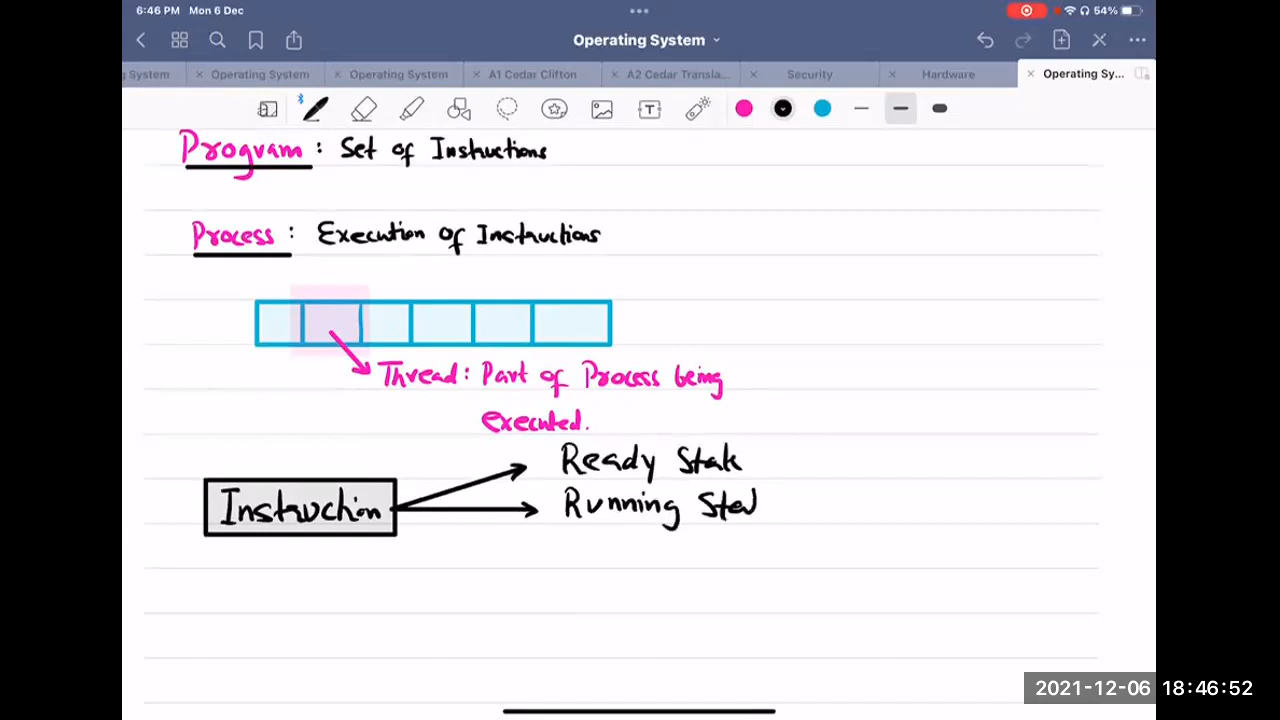 6:46 PM Mon 6 Dec
54%
Operating System
g System
Operating System
Operating System
A1 Cedar Clifton
A2 Cedar Transla...
Security
Hardware
Operating Sy...
Program: Set of Instructions
Process: Execution of Instructions
Thread: Part of Process being
executed.
Instruction
Ready State
Running Sta
2021-12-06 18:46:52